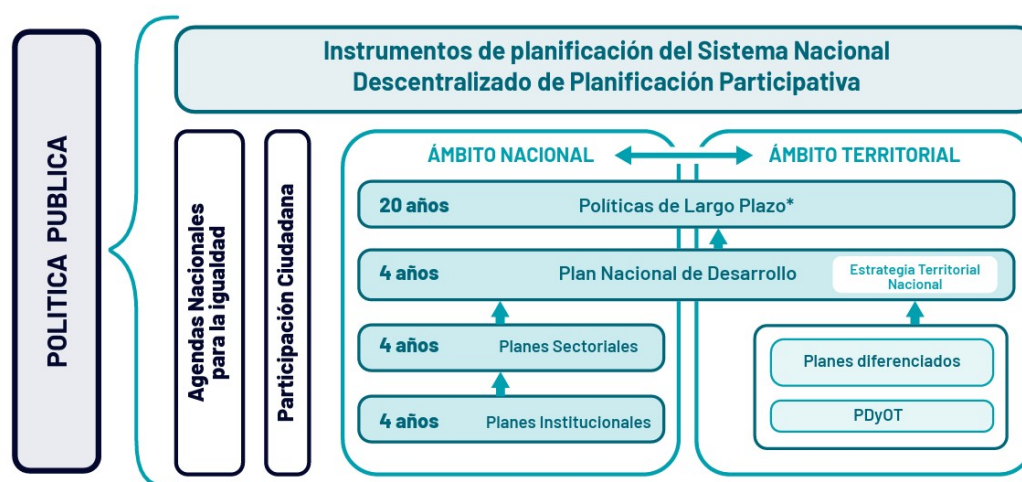 POLITICA PUBLICA
Instrumentos de planificación del Sistema Nacional
Descentralizado de Planificación Participativa
Agendas Nacionales
para la igualdad
Participación Ciudadana
ÁMBITO NACIONAL
ÁMBITO TERRITORIAL
20 años
Políticas de Largo Plazo*
4 años
Plan Nacional de Desarrollo
Estrategia Territorial
Nacional
4 años
Planes Sectoriales
4 años
Planes Institucionales
Planes diferenciados
PDyOT